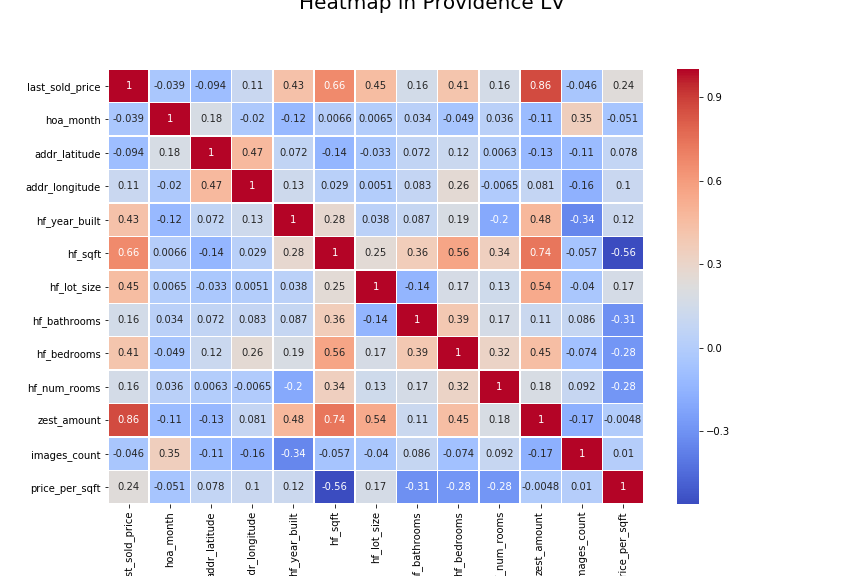 Heatmap in Providence LV
last_sold_price 1 -0.039 -0.094 0.11 0.43 0.66 0.45 0.16 0.41 0.16 0.86 -0.046 0.24
hoa_month -0.039 1 0.18 -0.02 -0.12 0.0066 0.0065 0.034 -0.049 0.036 -0.11 0.35 -0.051
addr_latitude -0.094 0.18 1 0.47 0.072 -0.14 -0.033 0.072 0.12 0.0063 -0.13 -0.11 0.078
addr_longitude 0.11 -0.02 0.47 1 0.13 0.029 0.0051 0.083 0.26 -0.0065 0.081 -0.16 0.1
hf_year_built 0.43 -0.12 0.072 0.13 1 0.28 0.038 0.087 0.19 -0.2 0.48 -0.34 0.12
hf_sqft 0.66 0.0066 -0.14 0.029 0.28 1 0.25 0.36 0.56 0.34 0.74 -0.057 -0.56
hf_lot_size 0.45 0.0065 -0.033 0.0051 0.038 0.25 1 -0.14 0.17 0.13 0.54 -0.04 0.17
hf_bathrooms 0.16 0.034 0.072 0.083 0.087 0.36 -0.14 1 0.39 0.17 0.11 0.086 -0.31
hf_bedrooms 0.41 -0.049 0.12 0.26 0.19 0.56 0.17 0.39 1 0.32 0.45 -0.074 -0.28
hf_num_rooms 0.16 0.036 0.0063 -0.0065 -0.2 0.34 0.13 0.17 0.32 1 0.18 0.092 -0.28
zest_amount 0.86 -0.11 -0.13 0.081 0.48 0.74 0.54 0.11 0.45 0.18 1 -0.17 -0.0048
images_count -0.046 0.35 -0.11 -0.16 -0.34 -0.057 -0.04 0.086 -0.074 0.092 -0.17 1 0.01
price_per_sqft 0.24 -0.051 0.078 0.1 0.12 -0.56 0.17 -0.31 -0.28 -0.28 -0.0048 0.01 1
st_sold_price
hoa_month
addr_latitude
dr_longitude
hf_year_built
hf_sqft
hf_lot_size
f_bathrooms
hf_bedrooms
_num_rooms
zest_amount
mages_count
rice_per_sqft
0.9
0.6
0.3
0.0
−0.3